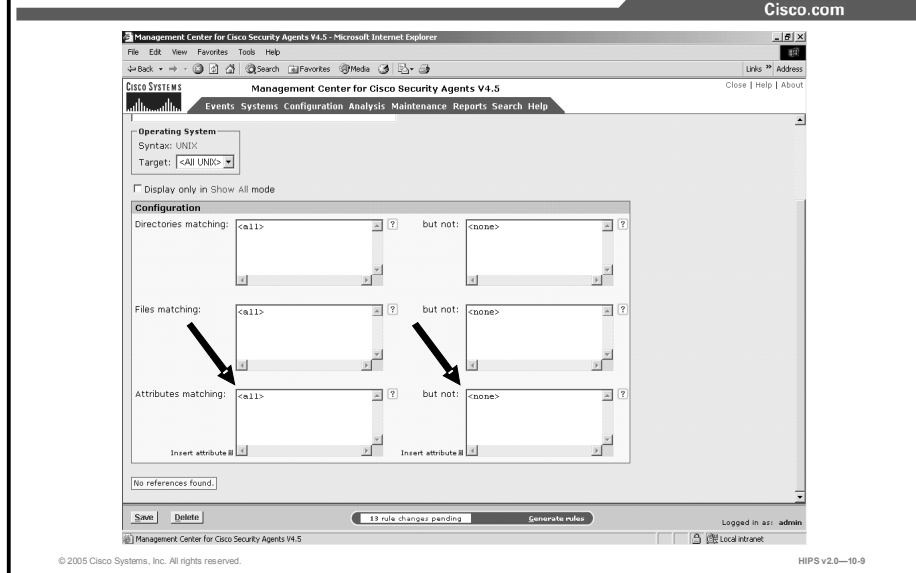 Cisco.com
Management Center for Cisco Security Agents V4.5 - Microsoft Internet Explorer
File Edit View Favorites Tools Help
Back Search Favorites Media Links » Address
CISCO SYSTEMS Management Center for Cisco Security Agents V4.5 Close | Help | About
Events Systems Configuration Analysis Maintenance Reports Search Help
Operating System
Syntax: UNIX
Target: <All UNIX>
Display only in Show All mode
Configuration
Directories matching: <all> ? but not: <none> ?
Files matching: <all> ? but not: <none> ?
Attributes matching: <all> ? but not: <none> ?
Insert attribute Insert attribute
No references found.
Save Delete 13 rule changes pending Generate rules Logged in as: admin
Management Center for Cisco Security Agents V4.5 Local intranet
© 2005 Cisco Systems, Inc. All rights reserved. HIPS v2.0—10-9